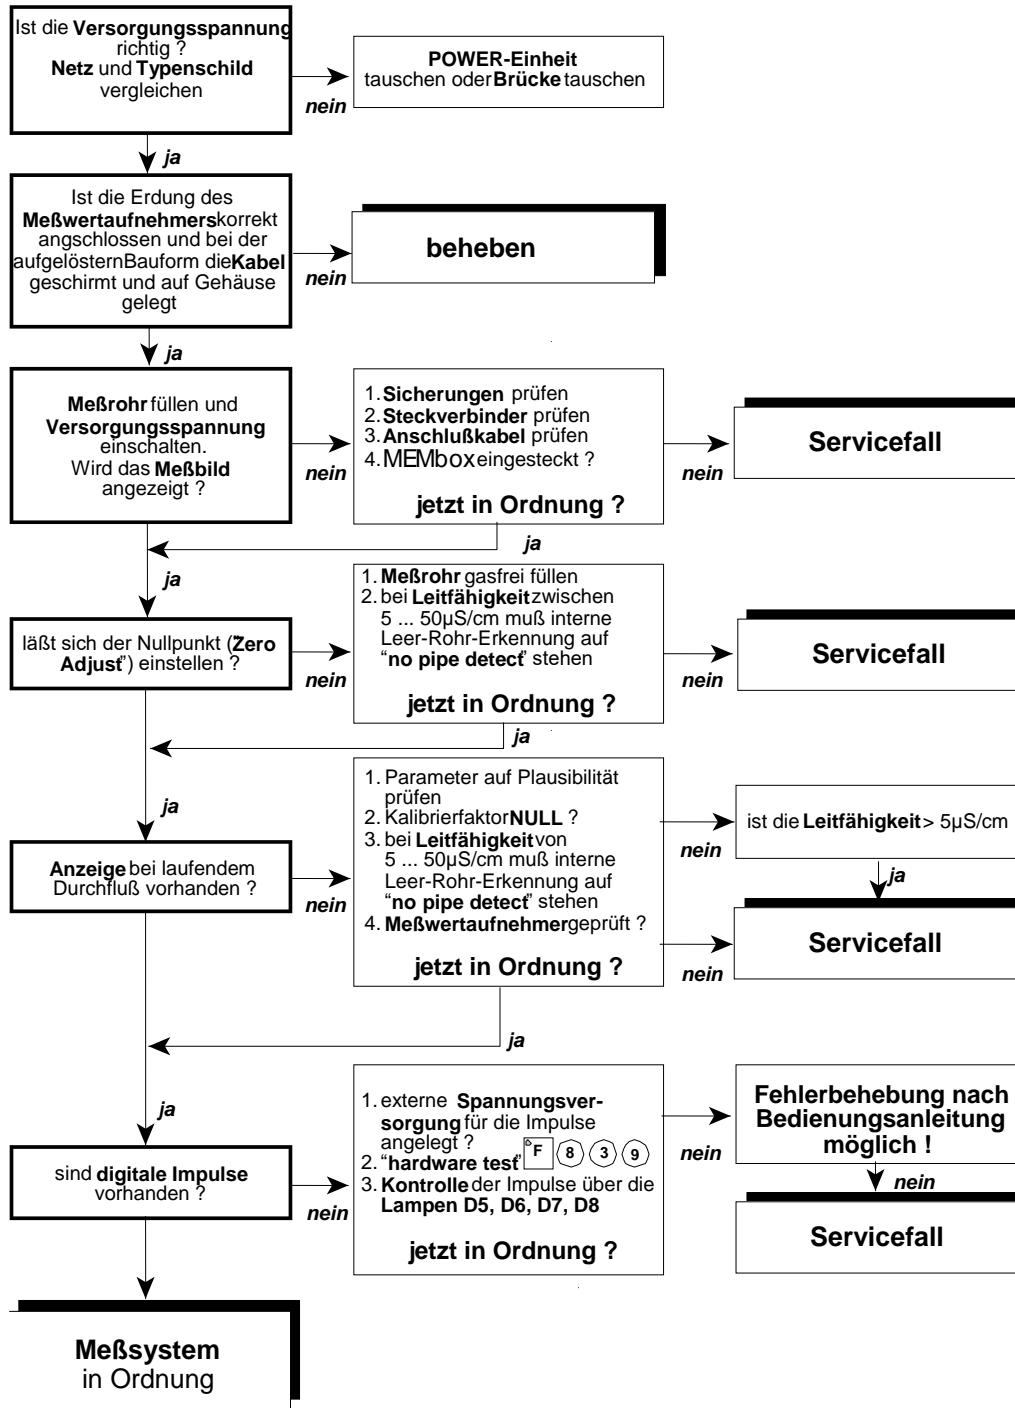 Ist die Versorgungsspannung
richtig ?
Netz und Typenschild
vergleichen
nein
POWER-Einheit
tauschen oder Brücke tauschen
ja
Ist die Erdung des
Meßwertaufnehmers korrekt
angschlossen und bei der
aufgelöstern Bauform die Kabel
geschirmt und auf Gehäuse
gelegt
nein
beheben
ja
Meßrohr füllen und
Versorgungsspannung
einschalten.
Wird das Meßbild
angezeigt ?
nein
1. Sicherungen prüfen
2. Steckverbinder prüfen
3. Anschlußkabel prüfen
4. MEMbox eingesteckt ?
jetzt in Ordnung ?
nein
Servicefall
ja
ja
läßt sich der Nullpunkt ("Zero
Adjust") einstellen ?
nein
1. Meßrohr gasfrei füllen
2. bei Leitfähigkeit zwischen
5 ... 50µS/cm muß interne
Leer-Rohr-Erkennung auf
“no pipe detect” stehen
jetzt in Ordnung ?
nein
Servicefall
ja
ja
Anzeige bei laufendem
Durchfluß vorhanden ?
nein
1. Parameter auf Plausibilität
prüfen
2. Kalibrierfaktor NULL ?
3. bei Leitfähigkeit von
5 ... 50µS/cm muß interne
Leer-Rohr-Erkennung auf
“no pipe detect” stehen
4. Meßwertaufnehmer geprüft ?
jetzt in Ordnung ?
nein
ist die Leitfähigkeit > 5µS/cm
ja
nein
Servicefall
ja
ja
sind digitale Impulse
vorhanden ?
nein
1. externe Spannungsver-
sorgung für die Impulse
angelegt ?
2. “hardware test” F 8 3 9
3. Kontrolle der Impulse über die
Lampen D5, D6, D7, D8
jetzt in Ordnung ?
nein
Fehlerbehebung nach
Bedienungsanleitung
möglich !
nein
Servicefall
Meßsystem
in Ordnung